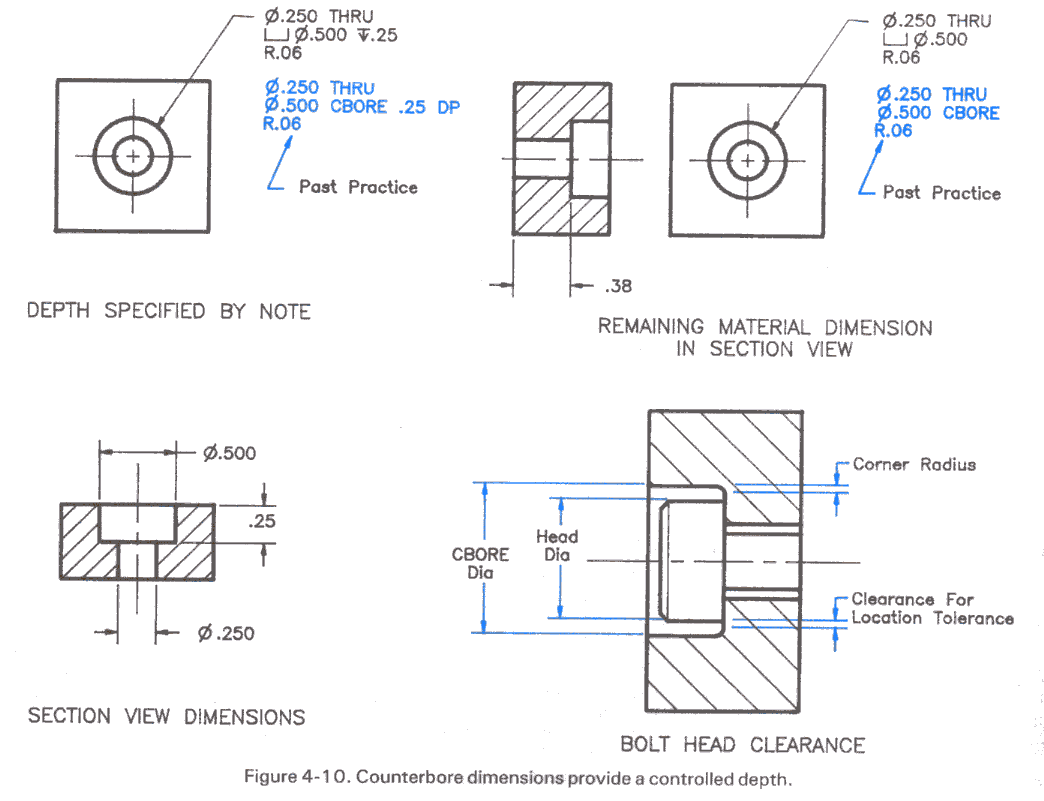 Ø.250 THRU
⌴ Ø.500 ↧.25
R.06
Ø.250 THRU
Ø.500 CBORE .25 DP
R.06
Past Practice
DEPTH SPECIFIED BY NOTE
Ø.250 THRU
⌴ Ø.500
R.06
Ø.250 THRU
Ø.500 CBORE
R.06
Past Practice
.38
REMAINING MATERIAL DIMENSION
IN SECTION VIEW
Ø.500
.25
Ø.250
SECTION VIEW DIMENSIONS
Corner Radius
CBORE
Dia
Head
Dia
Clearance For
Location Tolerance
BOLT HEAD CLEARANCE
Figure 4-10. Counterbore dimensions provide a controlled depth.